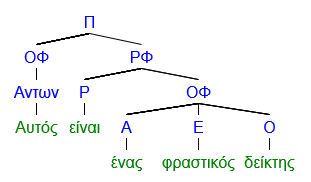 Π
ΟΦ ΡΦ
Αντων Ρ ΟΦ
Αυτός είναι Α Ε Ο
ένας φραστικός δείκτης